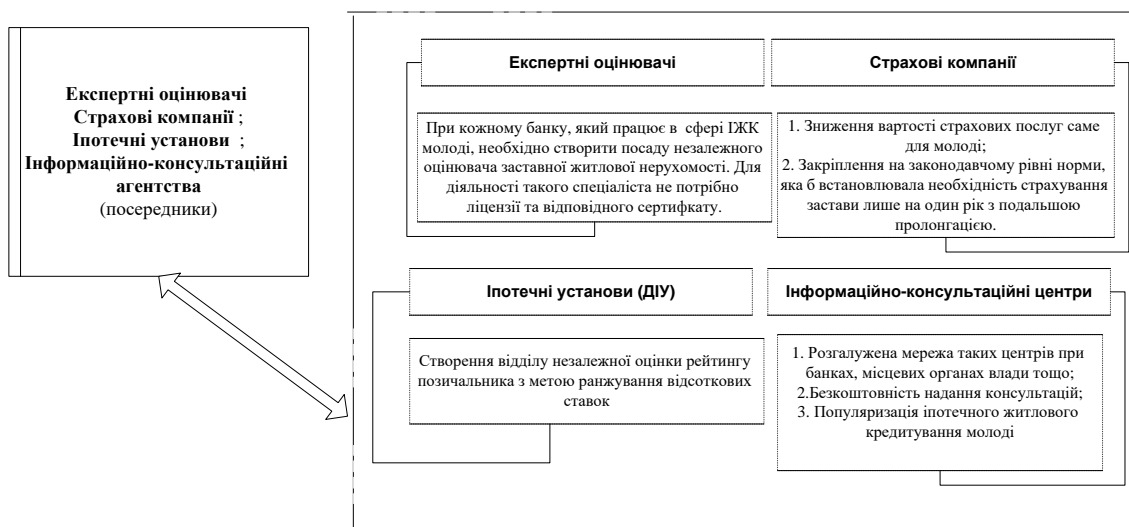 Експертні оцінювачі
Страхові компанії ;
Іпотечні установи ;
Інформаційно-консультаційні
агентства
(посередники)
Експертні оцінювачі
При кожному банку, який працює в сфері ІЖК
молоді, необхідно створити посаду незалежного
оцінювача заставної житлової нерухомості. Для
діяльності такого спеціаліста не потрібно
ліцензії та відповідного сертифкату.
Страхові компанії
1. Зниження вартості страхових послуг саме
для молоді;
2. Закріплення на законодавчому рівні норми,
яка б встановлювала необхідність страхування
застави лише на один рік з подальшою
пролонгацією.
Іпотечні установи (ДІУ)
Створення відділу незалежної оцінки рейтингу
позичальника з метою ранжування відсоткових
ставок
Інформаційно-консультаційні центри
1. Розгалужена мережа таких центрів при
банках, місцевих органах влади тощо;
2.Безкоштовність надання консультацій;
3. Популяризація іпотечного житлового
кредитування молоді